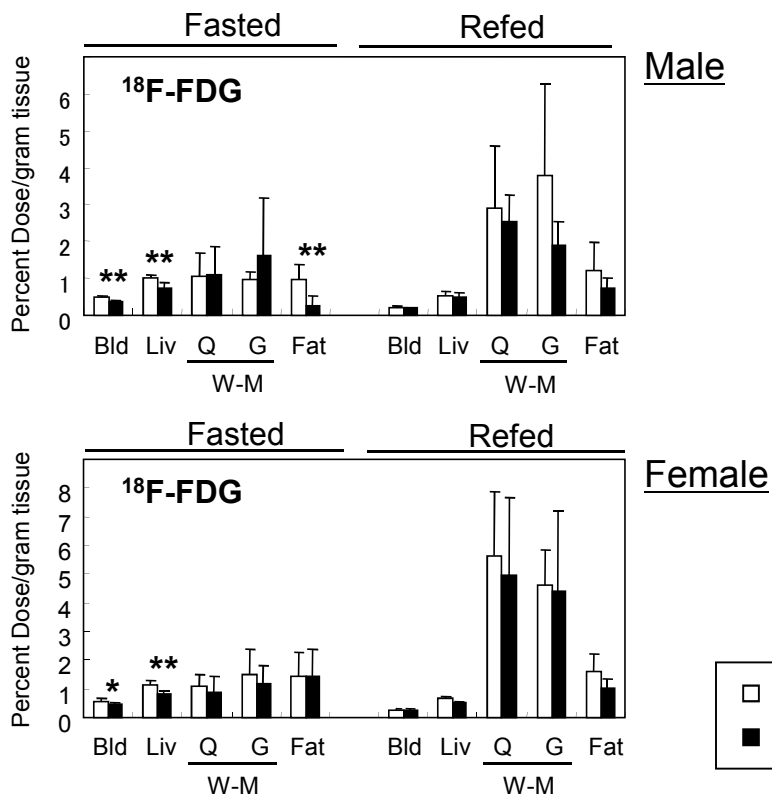 Fasted Refed
Male
¹⁸F-FDG
Percent Dose/gram tissue
6
5
4
3
2
1
0
** ** **
Bld Liv Q G Fat Bld Liv Q G Fat
W-M W-M
Fasted Refed
Female
¹⁸F-FDG
Percent Dose/gram tissue
8
7
6
5
4
3
2
1
0
* **
Bld Liv Q G Fat Bld Liv Q G Fat
W-M W-M